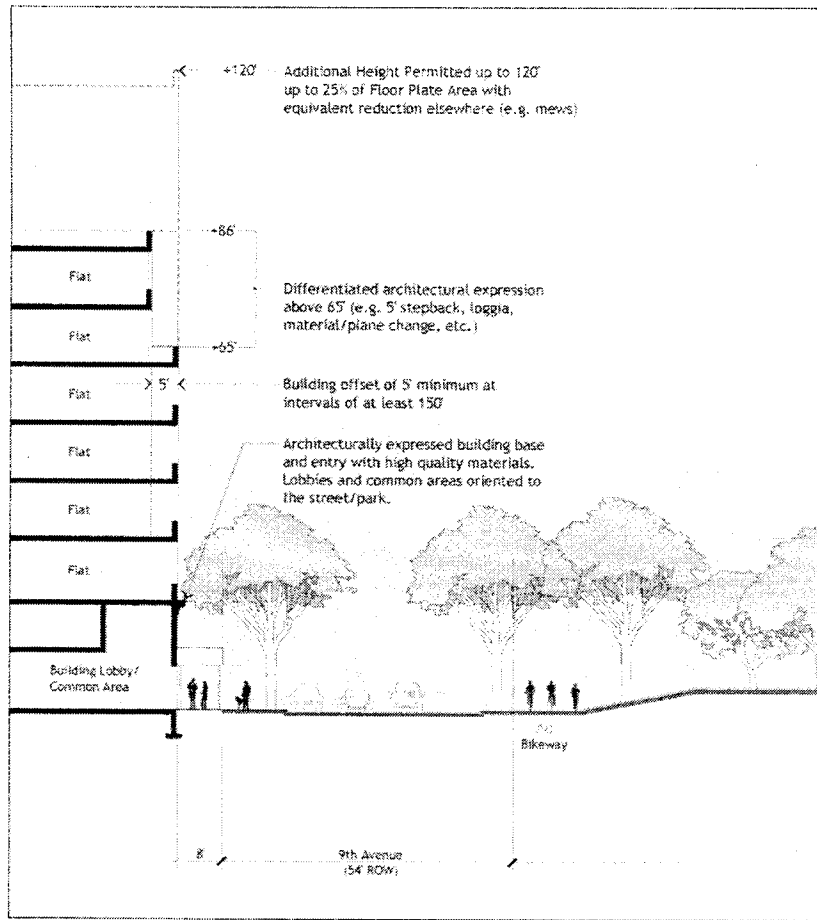 +120'
Additional Height Permitted up to 120'
up to 25% of Floor Plate Area with
equivalent reduction elsewhere (e.g. mews)
+86'
Flat
Differentiated architectural expression
above 65' (e.g. 5' stepback, loggia,
material/plane change, etc.)
Flat
+65'
Flat
5'
Building offset of 5' minimum at
intervals of at least 150'
Flat
Architecturally expressed building base
and entry with high quality materials.
Lobbies and common areas oriented to
the street/park.
Flat
Flat
Building Lobby/
Common Area
Bikeway
8'
9th Avenue
(54' ROW)